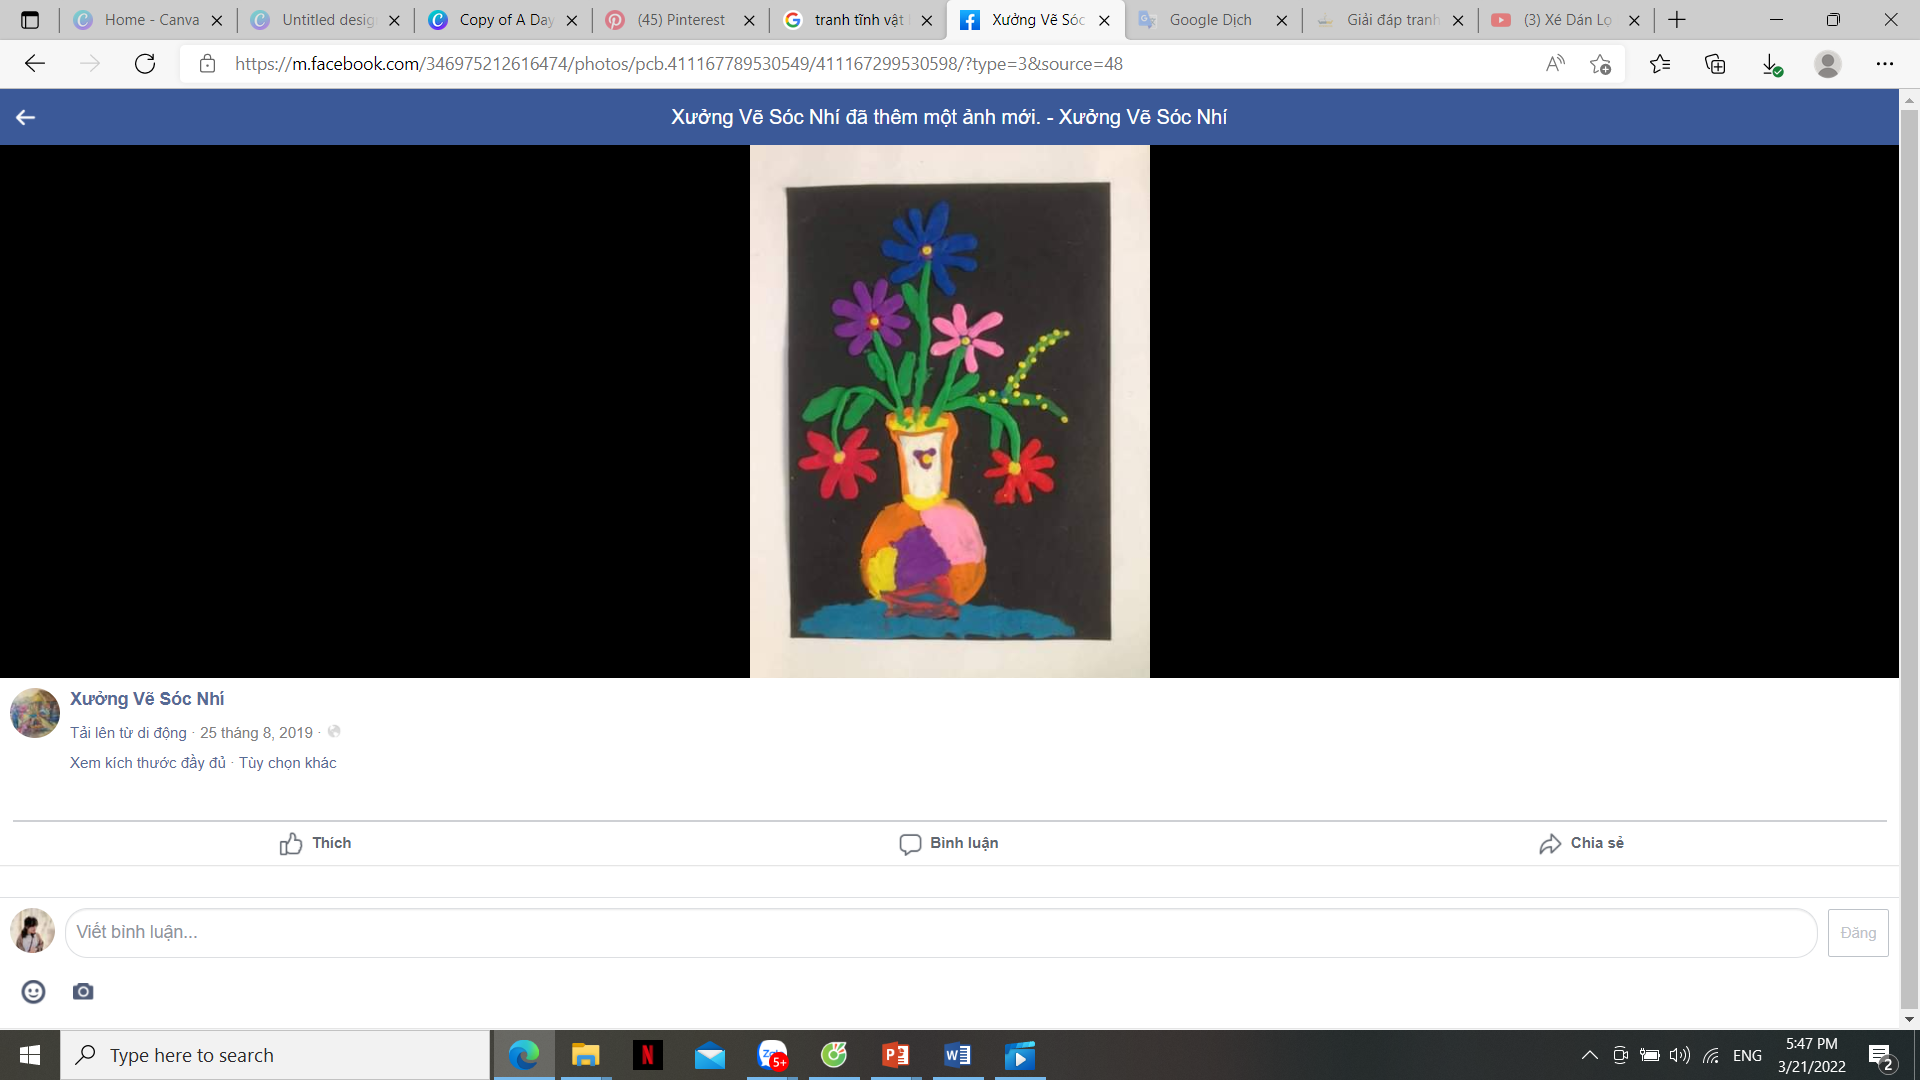 Home - Canva
Untitled desig
Copy of A Day
(45) Pinterest
tranh tĩnh vật
Xưởng Vẽ Sóc
Google Dịch
Giải đáp tranh
(3) Xé Dán Lọ
https://m.facebook.com/346975212616474/photos/pcb.411167789530549/411167299530598/?type=3&source=48
Xưởng Vẽ Sóc Nhí đã thêm một ảnh mới. - Xưởng Vẽ Sóc Nhí
Xưởng Vẽ Sóc Nhí
Tải lên từ di động · 25 tháng 8, 2019 ·
Xem kích thước đầy đủ · Tùy chọn khác
Thích
Bình luận
Chia sẻ
Viết bình luận...
Đăng
Type here to search
5+
ENG
5:47 PM
3/21/2022
2